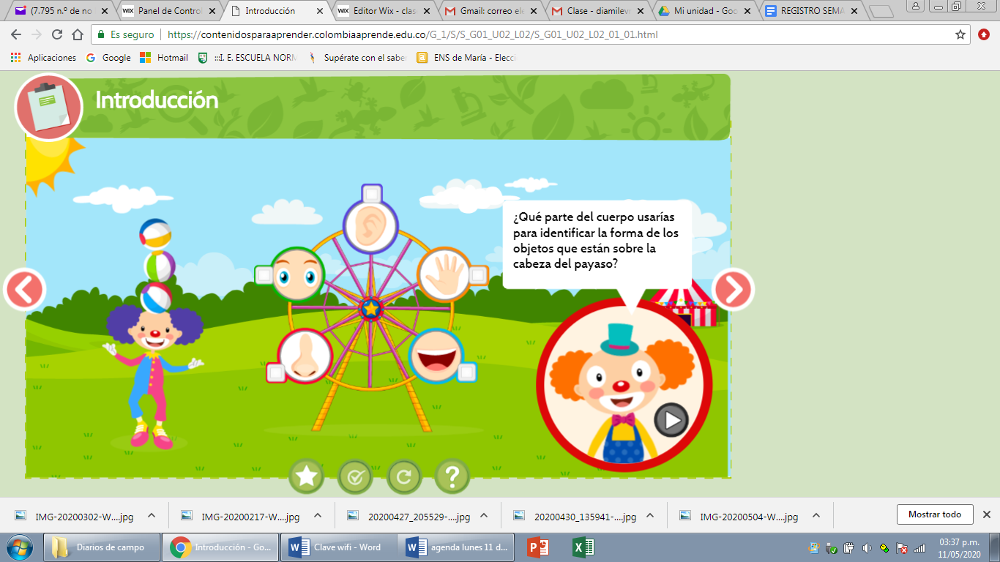 (7.795 n.º de no
Panel de Contro
Introducción
Editor Wix - clas
Gmail: correo ele
Clase - diamilevr
Mi unidad - Goo
REGISTRO SEMA
Es seguro
https://contenidosparaaprender.colombiaaprende.edu.co/G_1/S/S_G01_U02_L02/S_G01_U02_L02_01_01.html
Aplicaciones
Google
Hotmail
:::I. E. ESCUELA NORM
Supérate con el sabe
ENS de María - Elecci
Introducción
¿Qué parte del cuerpo usarías
para identificar la forma de los
objetos que están sobre la
cabeza del payaso?
IMG-20200302-W....jpg
IMG-20200217-W....jpg
20200427_205529-....jpg
20200430_135941-....jpg
IMG-20200504-W....jpg
Mostrar todo
Diarios de campo
Introducción - Go...
Clave wifi - Word
agenda lunes 11 d...
03:37 p.m.
11/05/2020